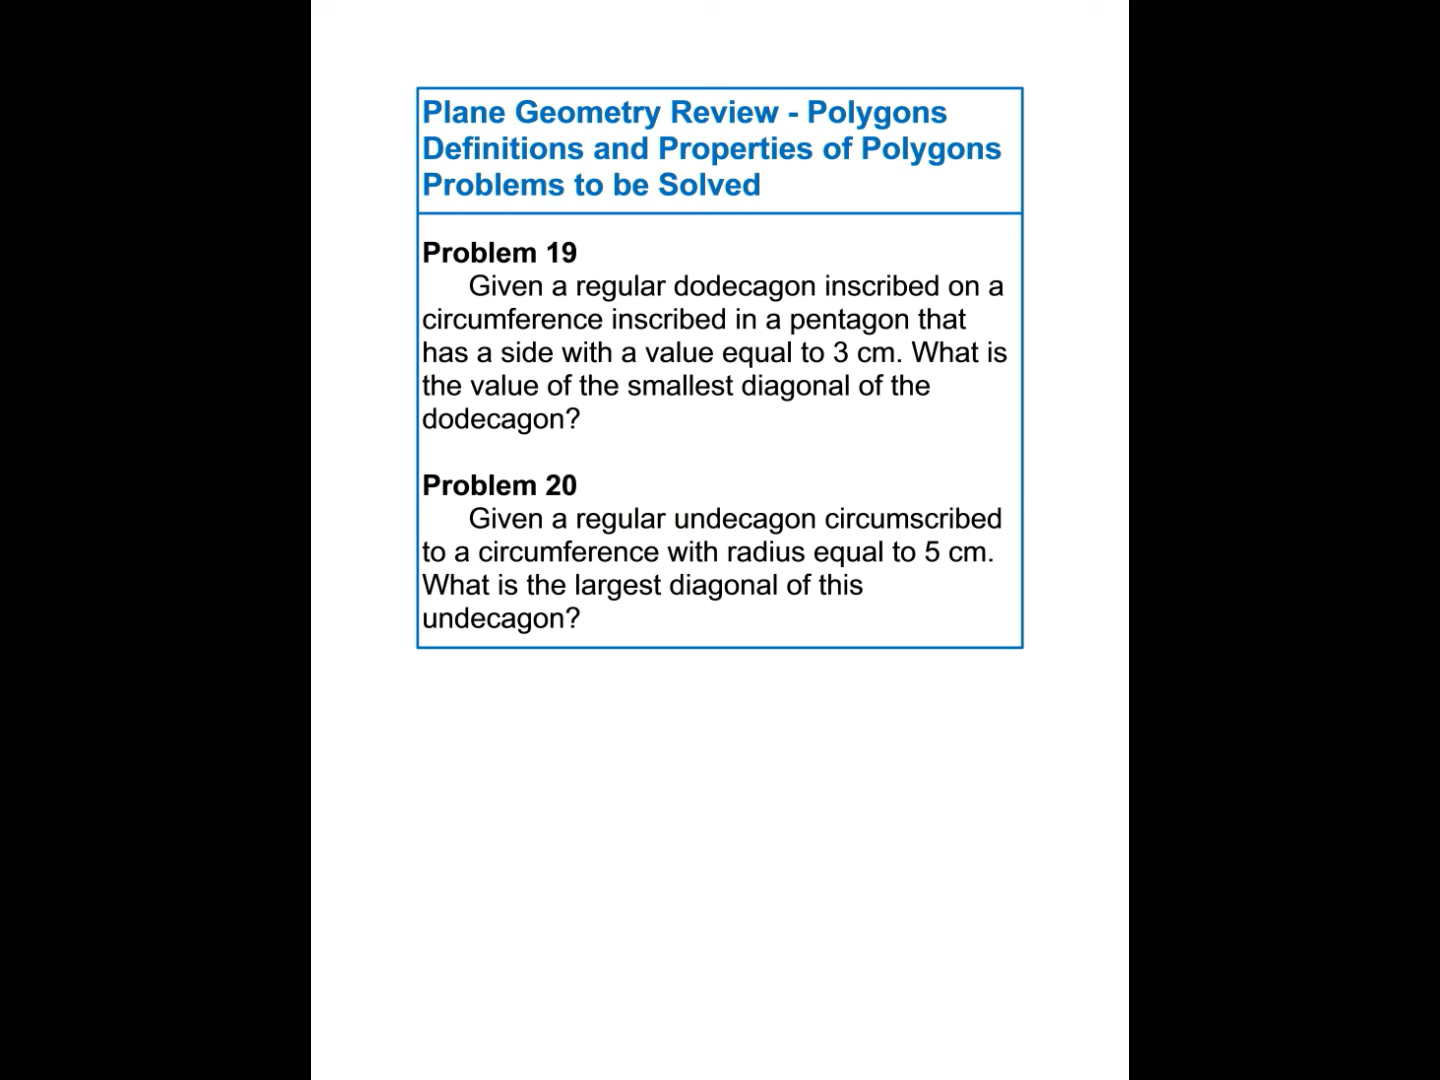 Plane Geometry Review - Polygons
Definitions and Properties of Polygons
Problems to be Solved
Problem 19
Given a regular dodecagon inscribed on a
circumference inscribed in a pentagon that
has a side with a value equal to 3 cm. What is
the value of the smallest diagonal of the
dodecagon?
Problem 20
Given a regular undecagon circumscribed
to a circumference with radius equal to 5 cm.
What is the largest diagonal of this
undecagon?